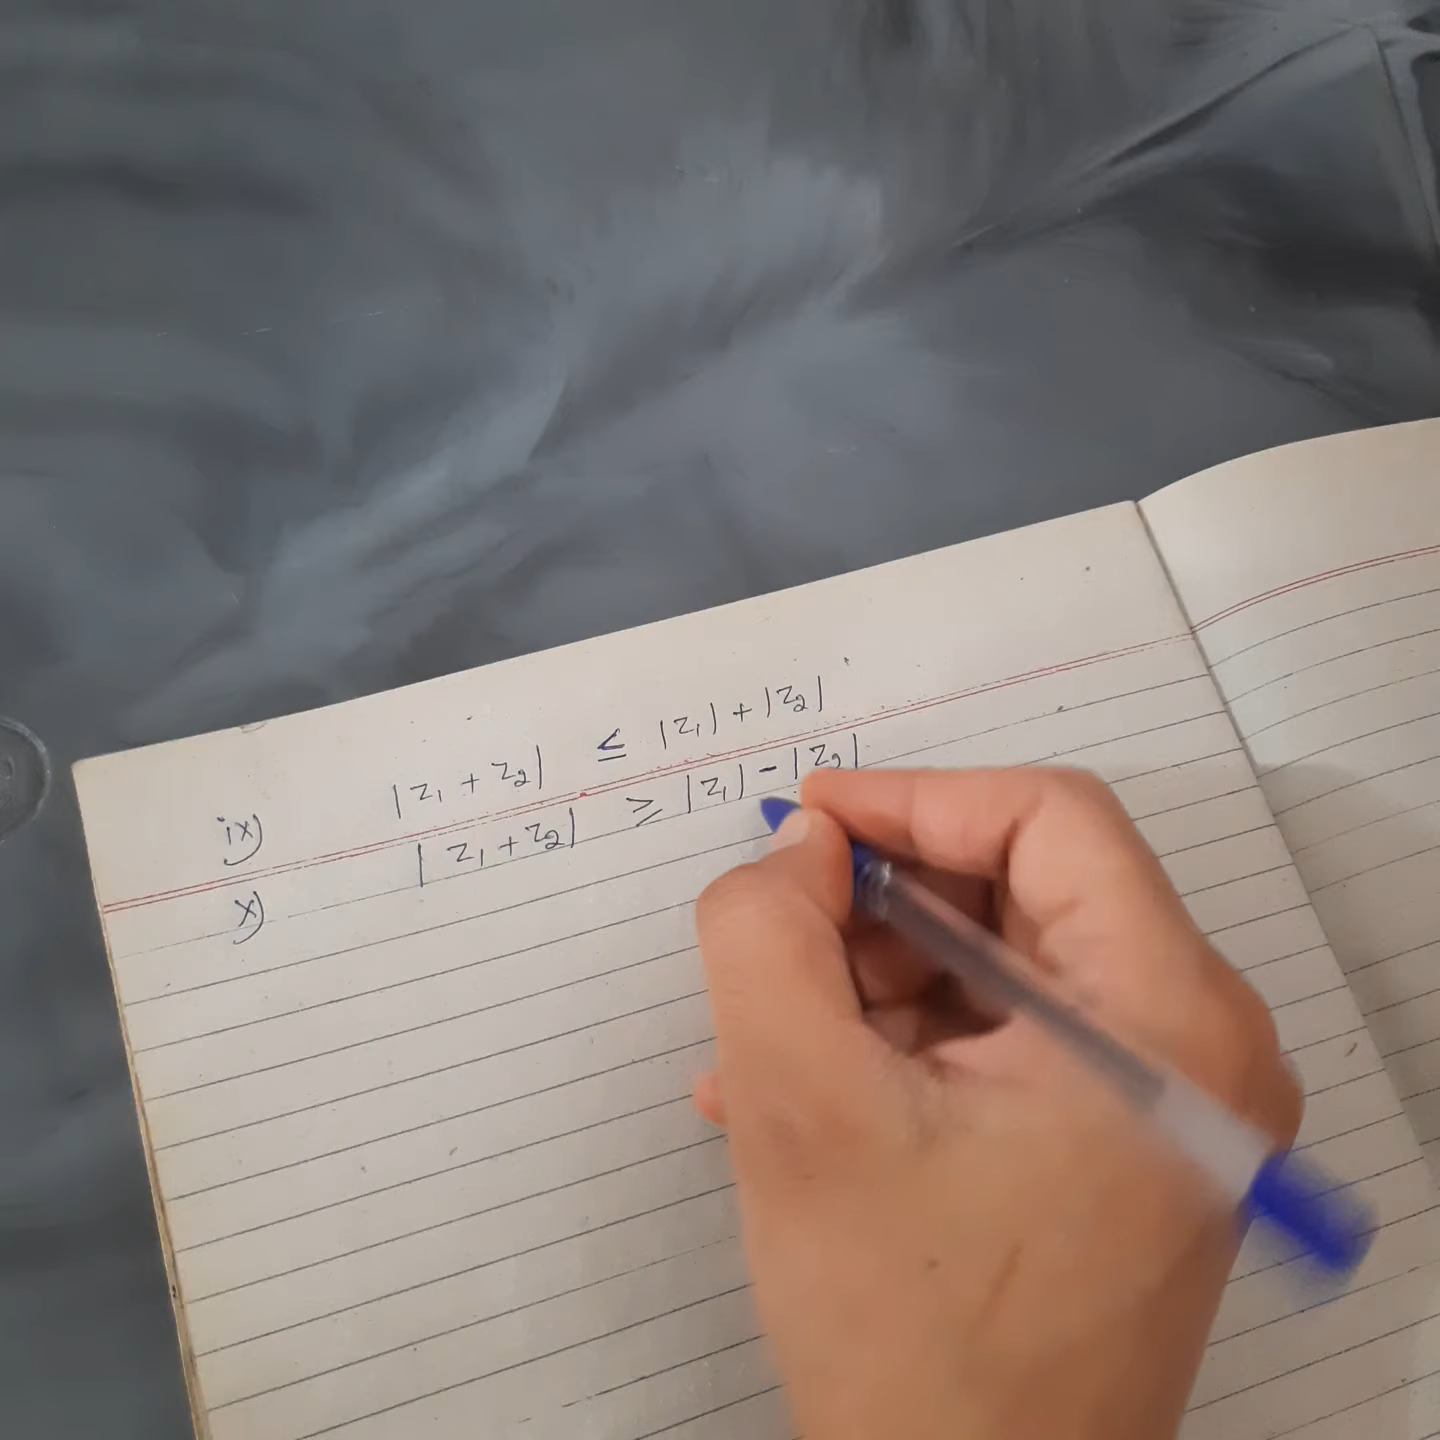 ix) |z₁ + z₂| ≤ |z₁| + |z₂|
x) |z₁ + z₂| ≥ |z₁| - |z₂|